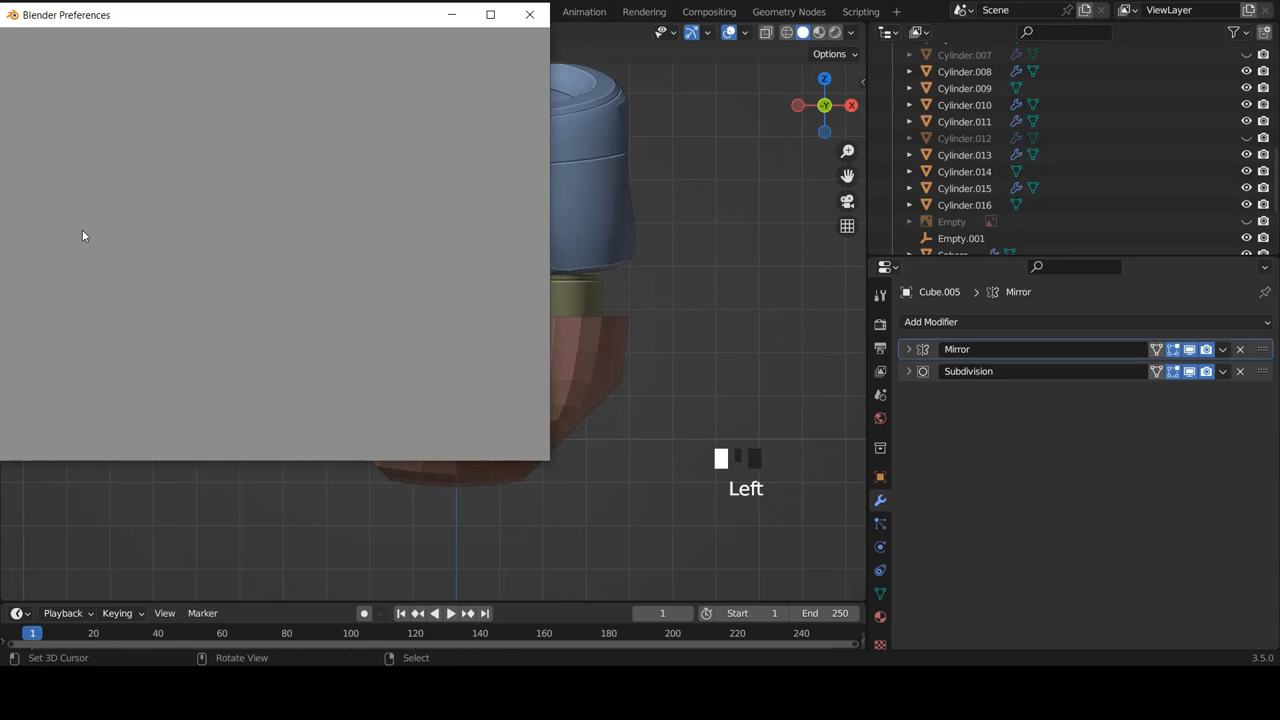 Blender Preferences
Animation Rendering Compositing Geometry Nodes Scripting Scene ViewLayer
Options
Z
-Y
X
Cylinder.007
Cylinder.008
Cylinder.009
Cylinder.010
Cylinder.011
Cylinder.012
Cylinder.013
Cylinder.014
Cylinder.015
Cylinder.016
Empty
Empty.001
Cube.005 > Mirror
Add Modifier
Mirror
Subdivision
Left
Playback Keying View Marker 1 Start 1 End 250
1 20 40 60 80 100 120 140 160 180 200 220 240
Set 3D Cursor Rotate View Select 3.5.0